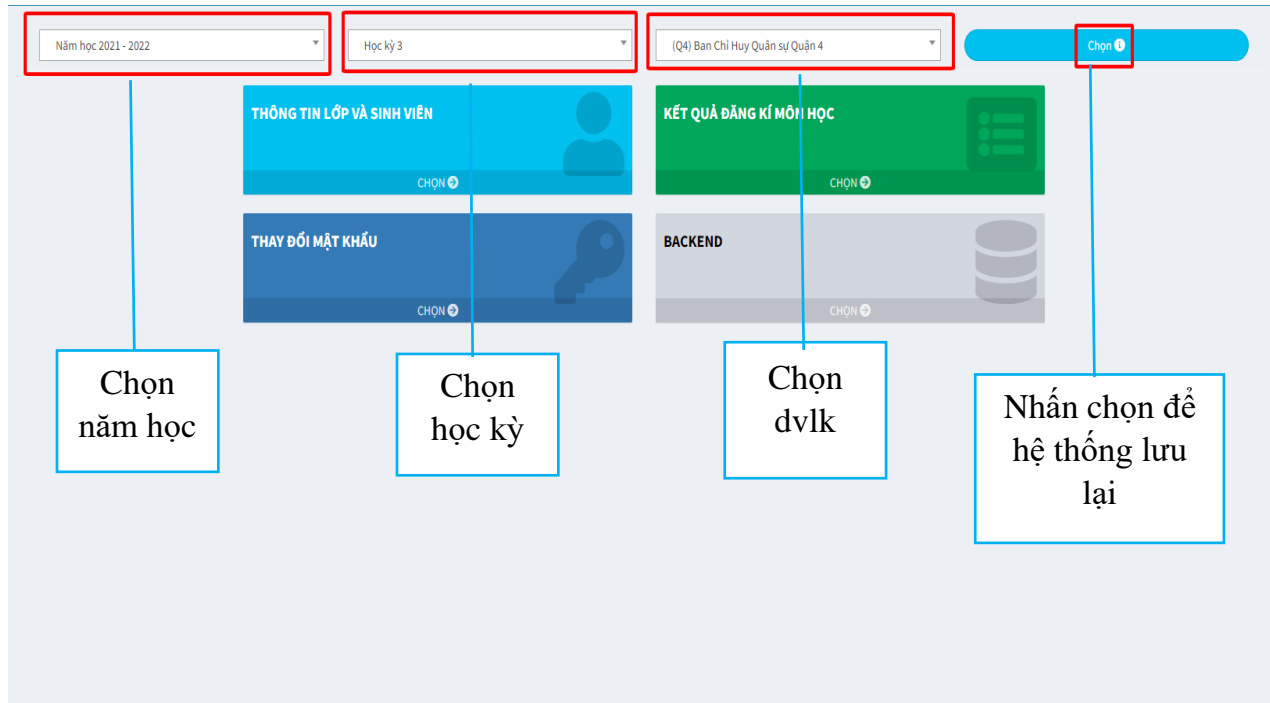 Năm học 2021 - 2022
Học kỳ 3
(Q4) Ban Chỉ Huy Quân sự Quận 4
Chọn
THÔNG TIN LỚP VÀ SINH VIÊN
CHỌN
KẾT QUẢ ĐĂNG KÍ MÔN HỌC
CHỌN
THAY ĐỔI MẬT KHẨU
CHỌN
BACKEND
CHỌN
Chọn
năm học
Chọn
học kỳ
Chọn
dvlk
Nhấn chọn để
hệ thống lưu
lại